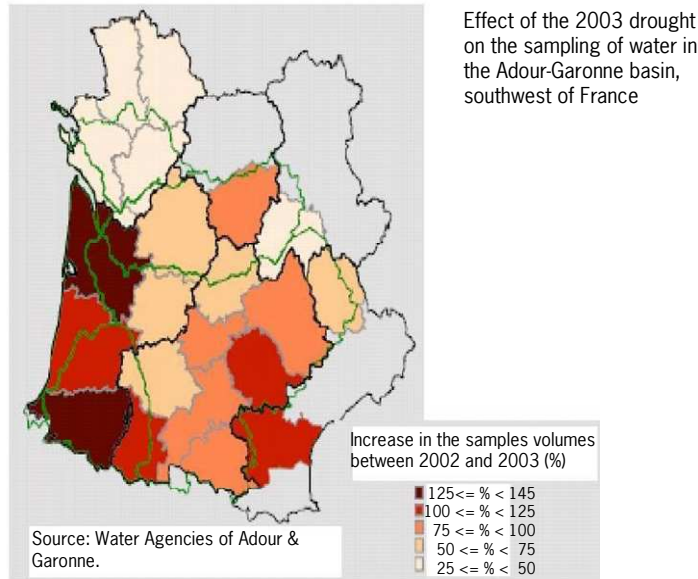 Effect of the 2003 drought
on the sampling of water in
the Adour-Garonne basin,
southwest of France
Increase in the samples volumes
between 2002 and 2003 (%)
125 <= % < 145
100 <= % < 125
75 <= % < 100
50 <= % < 75
25 <= % < 50
Source: Water Agencies of Adour &
Garonne.